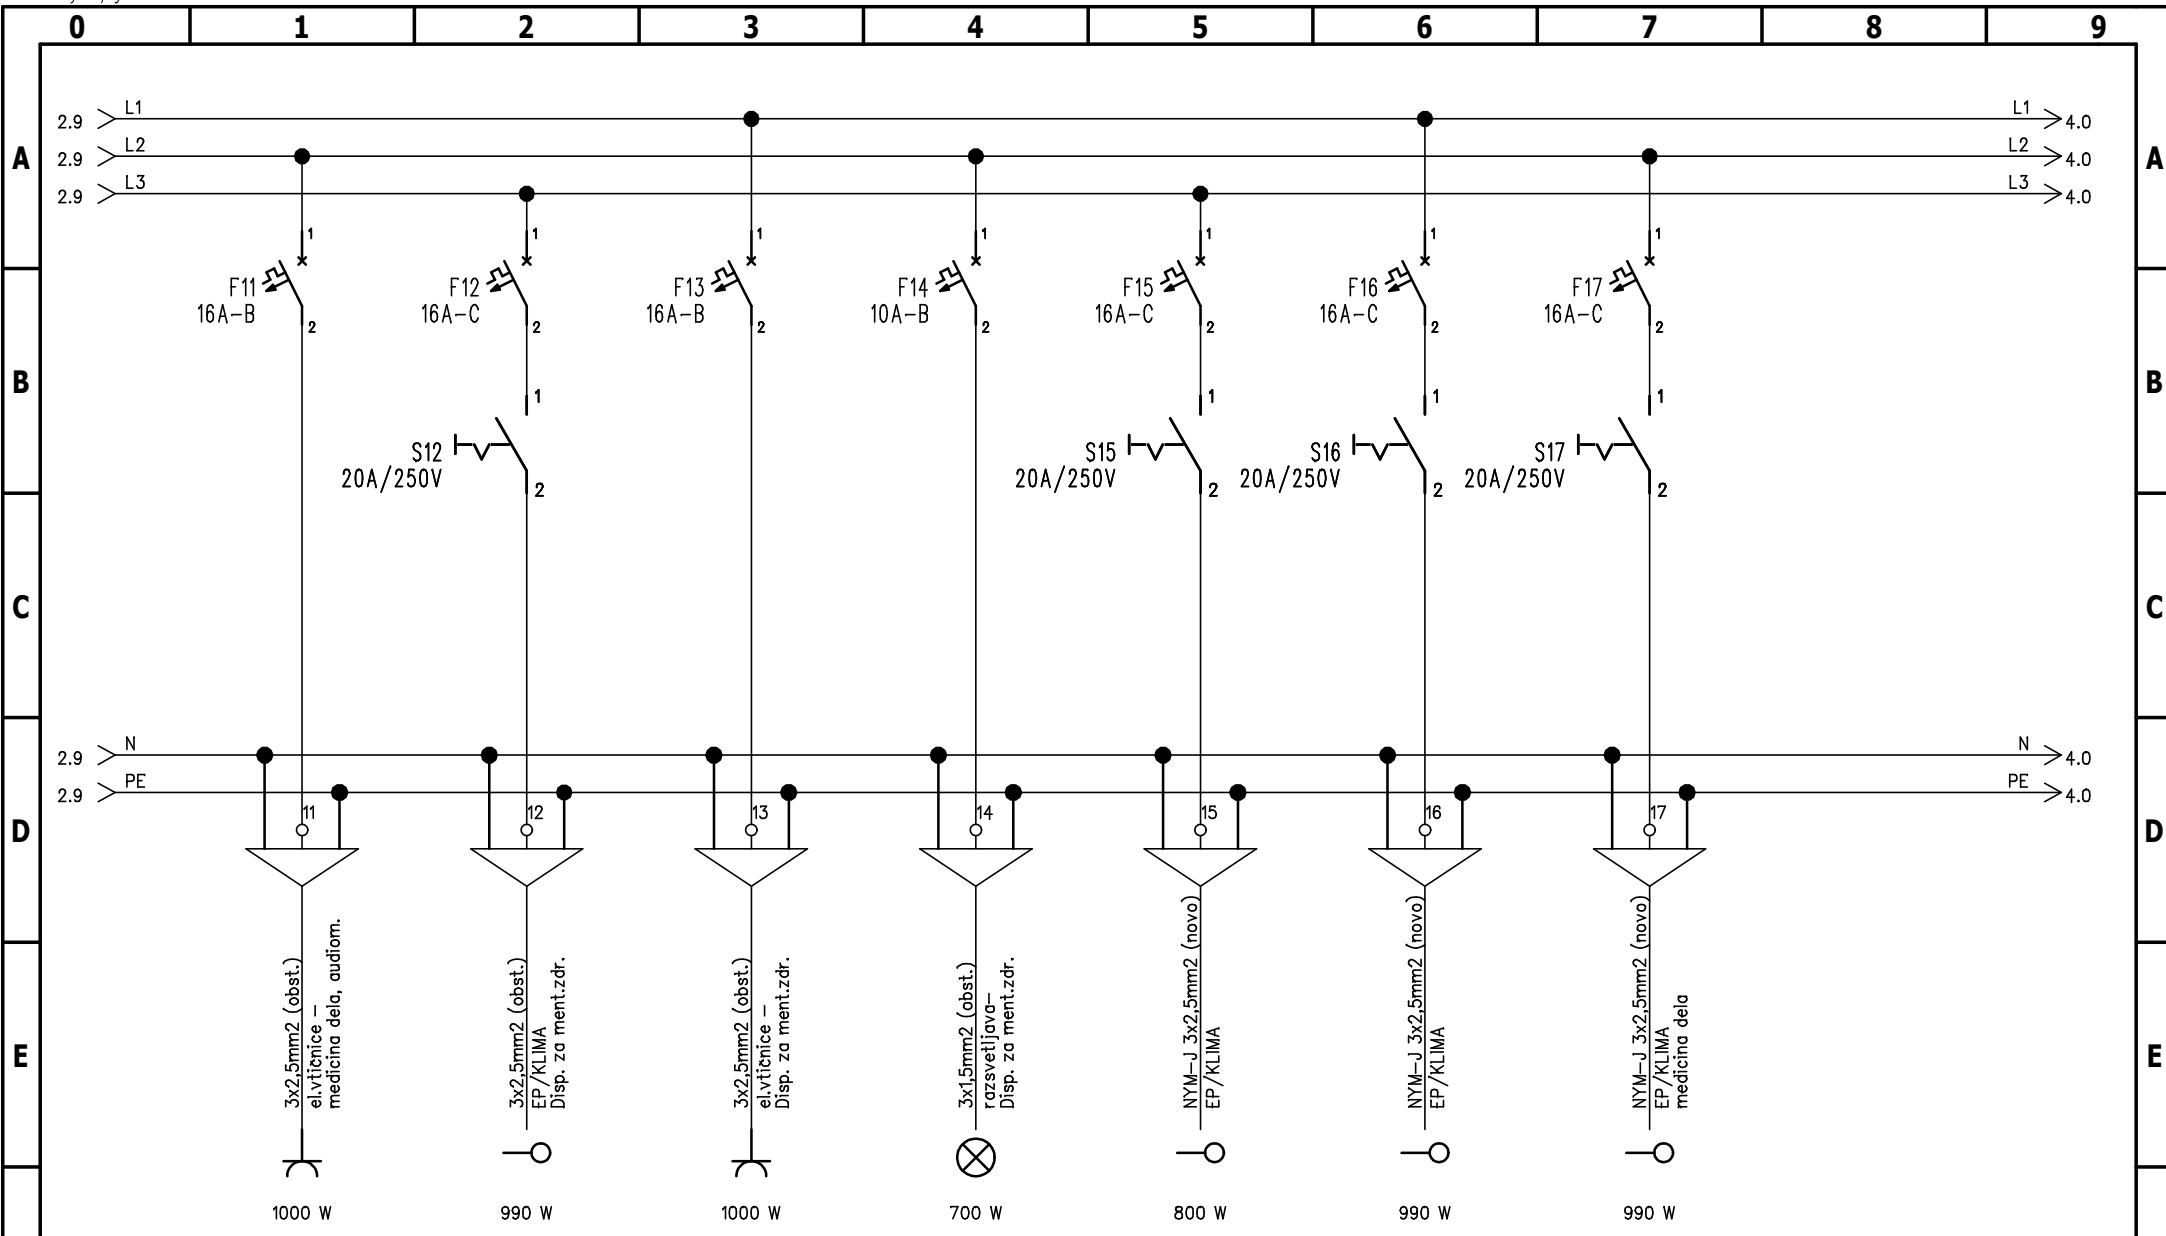 0 1 2 3 4 5 6 7 8 9
2.9 L1 L1 4.0
A 2.9 L2 L2 4.0 A
2.9 L3 L3 4.0
1 1 1 1 1 1 1
F11 F12 F13 F14 F15 F16 F17
16A-B 16A-C 16A-B 10A-B 16A-C 16A-C 16A-C
2 2 2 2 2 2 2
B B
1 1 1 1
S12 S15 S16 S17
20A/250V 20A/250V 20A/250V 20A/250V
2 2 2 2
C C
2.9 N N 4.0
2.9 PE PE 4.0
11 12 13 14 15 16 17
D D
3x2,5mm2 (obst.)
el.vtičnice -
medicina dela, audiom.
3x2,5mm2 (obst.)
EP/KLIMA
Disp. za ment.zdr.
3x2,5mm2 (obst.)
el.vtičnice -
Disp. za ment.zdr.
3x1,5mm2 (obst.)
razsvetljava-
Disp. za ment.zdr.
NYM-J 3x2,5mm2 (novo)
EP/KLIMA
NYM-J 3x2,5mm2 (novo)
EP/KLIMA
NYM-J 3x2,5mm2 (novo)
EP/KLIMA
medicina dela
E E
1000 W 990 W 1000 W 700 W 800 W 990 W 990 W